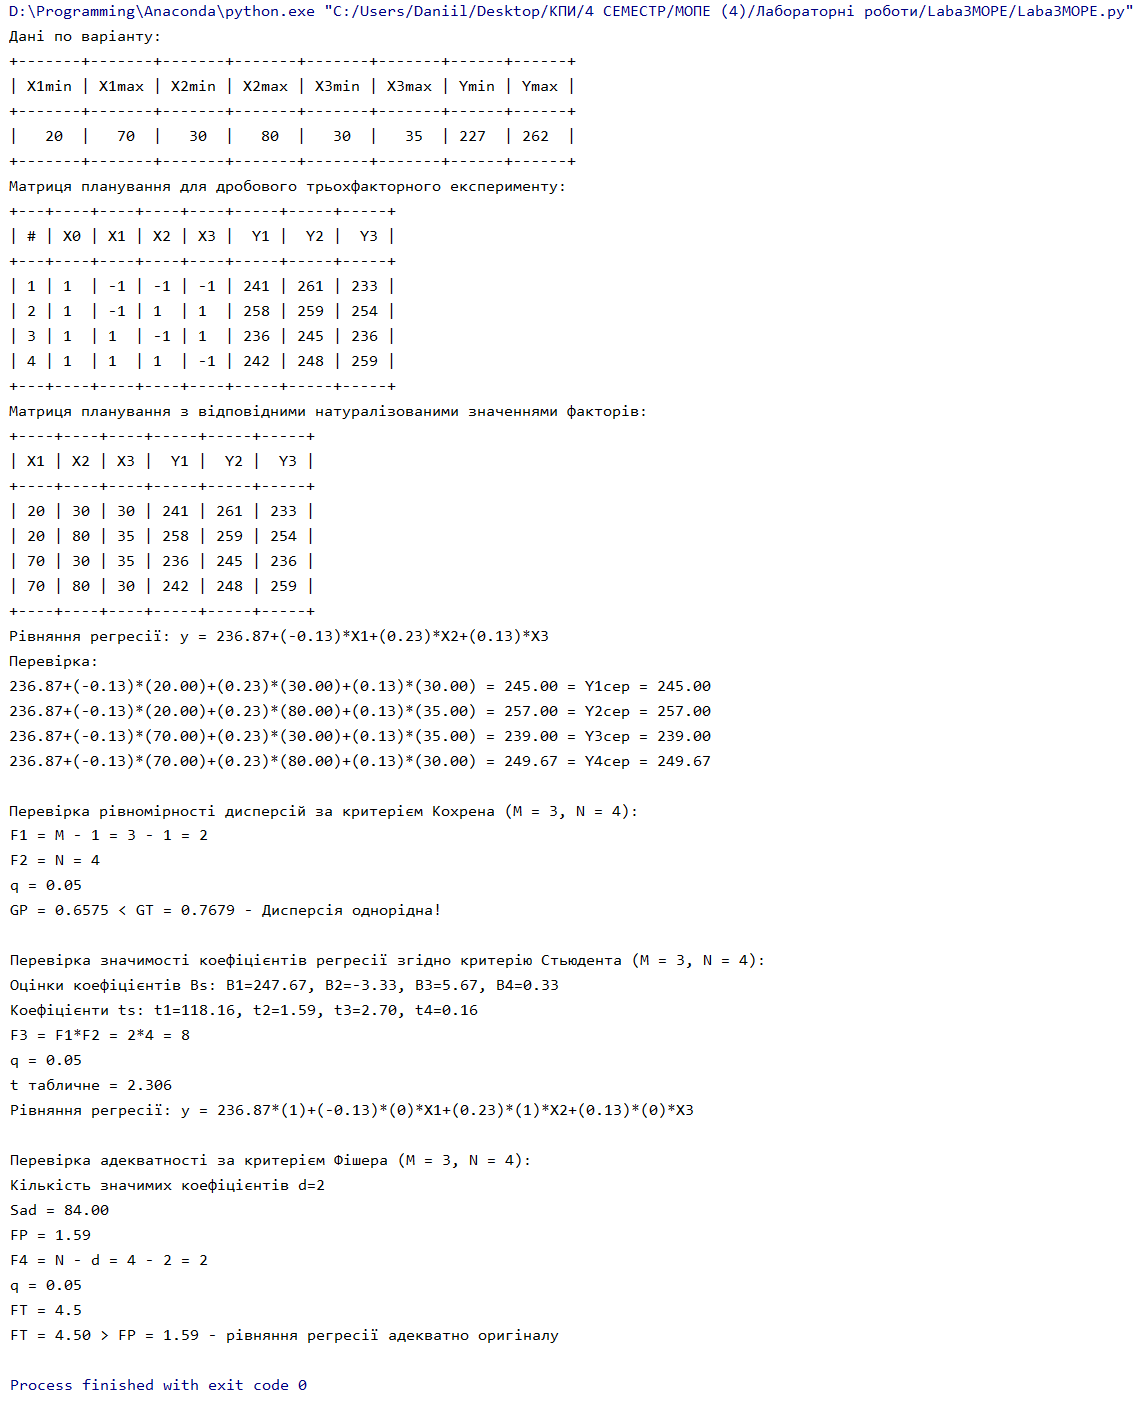 D:\Programming\Anaconda\python.exe "C:/Users/Daniil/Desktop/КПИ/4 СЕМЕСТР/МОПЕ (4)/Лабораторні роботи/Laba3MOPE/Laba3MOPE.py"
Дані по варіанту:
+-------+-------+-------+-------+-------+-------+------+------+
| X1min | X1max | X2min | X2max | X3min | X3max | Ymin | Ymax |
+-------+-------+-------+-------+-------+-------+------+------+
|   20  |   70  |   30  |   80  |   30  |   35  | 227  | 262  |
+-------+-------+-------+-------+-------+-------+------+------+
Матриця планування для дробового трьохфакторного експерименту:
+---+----+----+----+----+-----+-----+-----+
| # | X0 | X1 | X2 | X3 |  Y1 |  Y2 |  Y3 |
+---+----+----+----+----+-----+-----+-----+
| 1 | 1  | -1 | -1 | -1 | 241 | 261 | 233 |
| 2 | 1  | -1 | 1  | 1  | 258 | 259 | 254 |
| 3 | 1  | 1  | -1 | 1  | 236 | 245 | 236 |
| 4 | 1  | 1  | 1  | -1 | 242 | 248 | 259 |
+---+----+----+----+----+-----+-----+-----+
Матриця планування з відповідними натуралізованими значеннями факторів:
+----+----+----+-----+-----+-----+
| X1 | X2 | X3 |  Y1 |  Y2 |  Y3 |
+----+----+----+-----+-----+-----+
| 20 | 30 | 30 | 241 | 261 | 233 |
| 20 | 80 | 35 | 258 | 259 | 254 |
| 70 | 30 | 35 | 236 | 245 | 236 |
| 70 | 80 | 30 | 242 | 248 | 259 |
+----+----+----+-----+-----+-----+
Рівняння регресії: y = 236.87+(-0.13)*X1+(0.23)*X2+(0.13)*X3
Перевірка:
236.87+(-0.13)*(20.00)+(0.23)*(30.00)+(0.13)*(30.00) = 245.00 = Y1сер = 245.00
236.87+(-0.13)*(20.00)+(0.23)*(80.00)+(0.13)*(35.00) = 257.00 = Y2сер = 257.00
236.87+(-0.13)*(70.00)+(0.23)*(30.00)+(0.13)*(35.00) = 239.00 = Y3сер = 239.00
236.87+(-0.13)*(70.00)+(0.23)*(80.00)+(0.13)*(30.00) = 249.67 = Y4сер = 249.67
Перевірка рівномірності дисперсій за критерієм Кохрена (M = 3, N = 4):
F1 = M - 1 = 3 - 1 = 2
F2 = N = 4
q = 0.05
GP = 0.6575 < GT = 0.7679 - Дисперсія однорідна!
Перевірка значимості коефіцієнтів регресії згідно критерію Стьюдента (M = 3, N = 4):
Оцінки коефіцієнтів Bs: B1=247.67, B2=-3.33, B3=5.67, B4=0.33
Коефіцієнти ts: t1=118.16, t2=1.59, t3=2.70, t4=0.16
F3 = F1*F2 = 2*4 = 8
q = 0.05
t табличне = 2.306
Рівняння регресії: y = 236.87*(1)+(-0.13)*(0)*X1+(0.23)*(1)*X2+(0.13)*(0)*X3
Перевірка адекватності за критерієм Фішера (M = 3, N = 4):
Кількість значимих коефіцієнтів d=2
Sad = 84.00
FP = 1.59
F4 = N - d = 4 - 2 = 2
q = 0.05
FT = 4.5
FT = 4.50 > FP = 1.59 - рівняння регресії адекватно оригіналу
Process finished with exit code 0